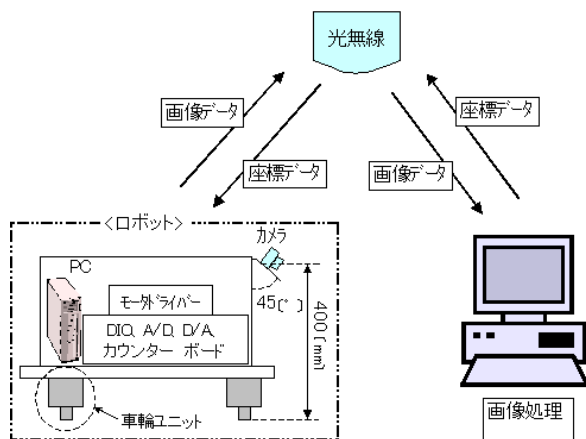 光無線
画像データ
座標データ
座標データ
画像データ
<ロボット>
カメラ
PC
モータドライバー
45[°]
400[mm]
DIO, A/D, D/A,
カウンター ボード
車輪ユニット
画像処理